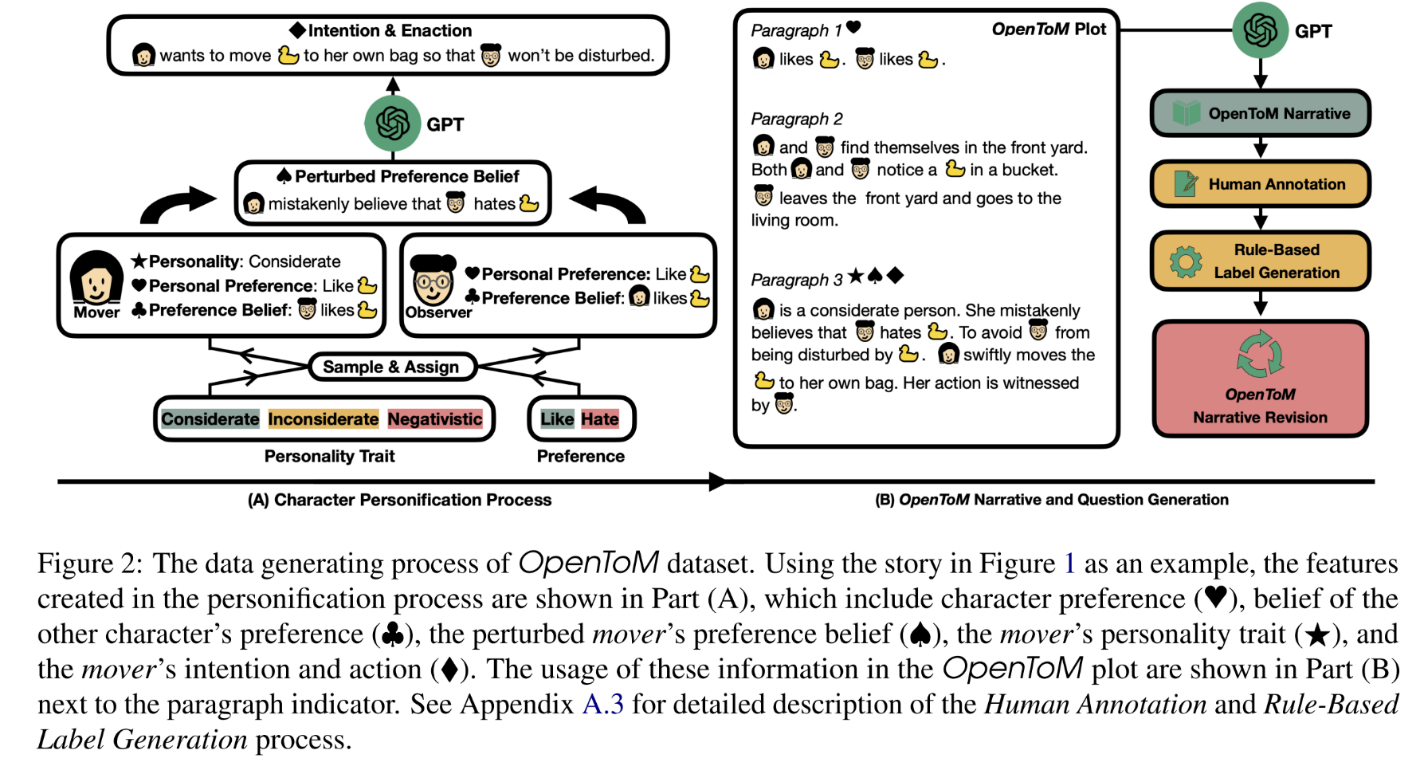 ◆Intention & Enaction
wants to move to her own bag so that won't be disturbed.
GPT
♠Perturbed Preference Belief
mistakenly believe that hates
★Personality: Considerate
♥Personal Preference: Like
♣Preference Belief: likes
Mover
♥Personal Preference: Like
♣Preference Belief: likes
Observer
Sample & Assign
Considerate Inconsiderate Negativistic
Like Hate
Personality Trait
Preference
(A) Character Personification Process
Paragraph 1 ♥
OpenToM Plot
likes . likes .
Paragraph 2
and find themselves in the front yard.
Both and notice a in a bucket.
leaves the front yard and goes to the
living room.
Paragraph 3 ★ ♠ ◆
is a considerate person. She mistakenly
believes that hates . To avoid from
being disturbed by . swiftly moves the
to her own bag. Her action is witnessed
by .
GPT
OpenToM Narrative
Human Annotation
Rule-Based
Label Generation
OpenToM
Narrative Revision
(B) OpenToM Narrative and Question Generation
Figure 2: The data generating process of OpenToM dataset. Using the story in Figure 1 as an example, the features
created in the personification process are shown in Part (A), which include character preference (♥), belief of the
other character's preference (♣), the perturbed mover's preference belief (♠), the mover's personality trait (★), and
the mover's intention and action (♦). The usage of these information in the OpenToM plot are shown in Part (B)
next to the paragraph indicator. See Appendix A.3 for detailed description of the Human Annotation and Rule-Based
Label Generation process.